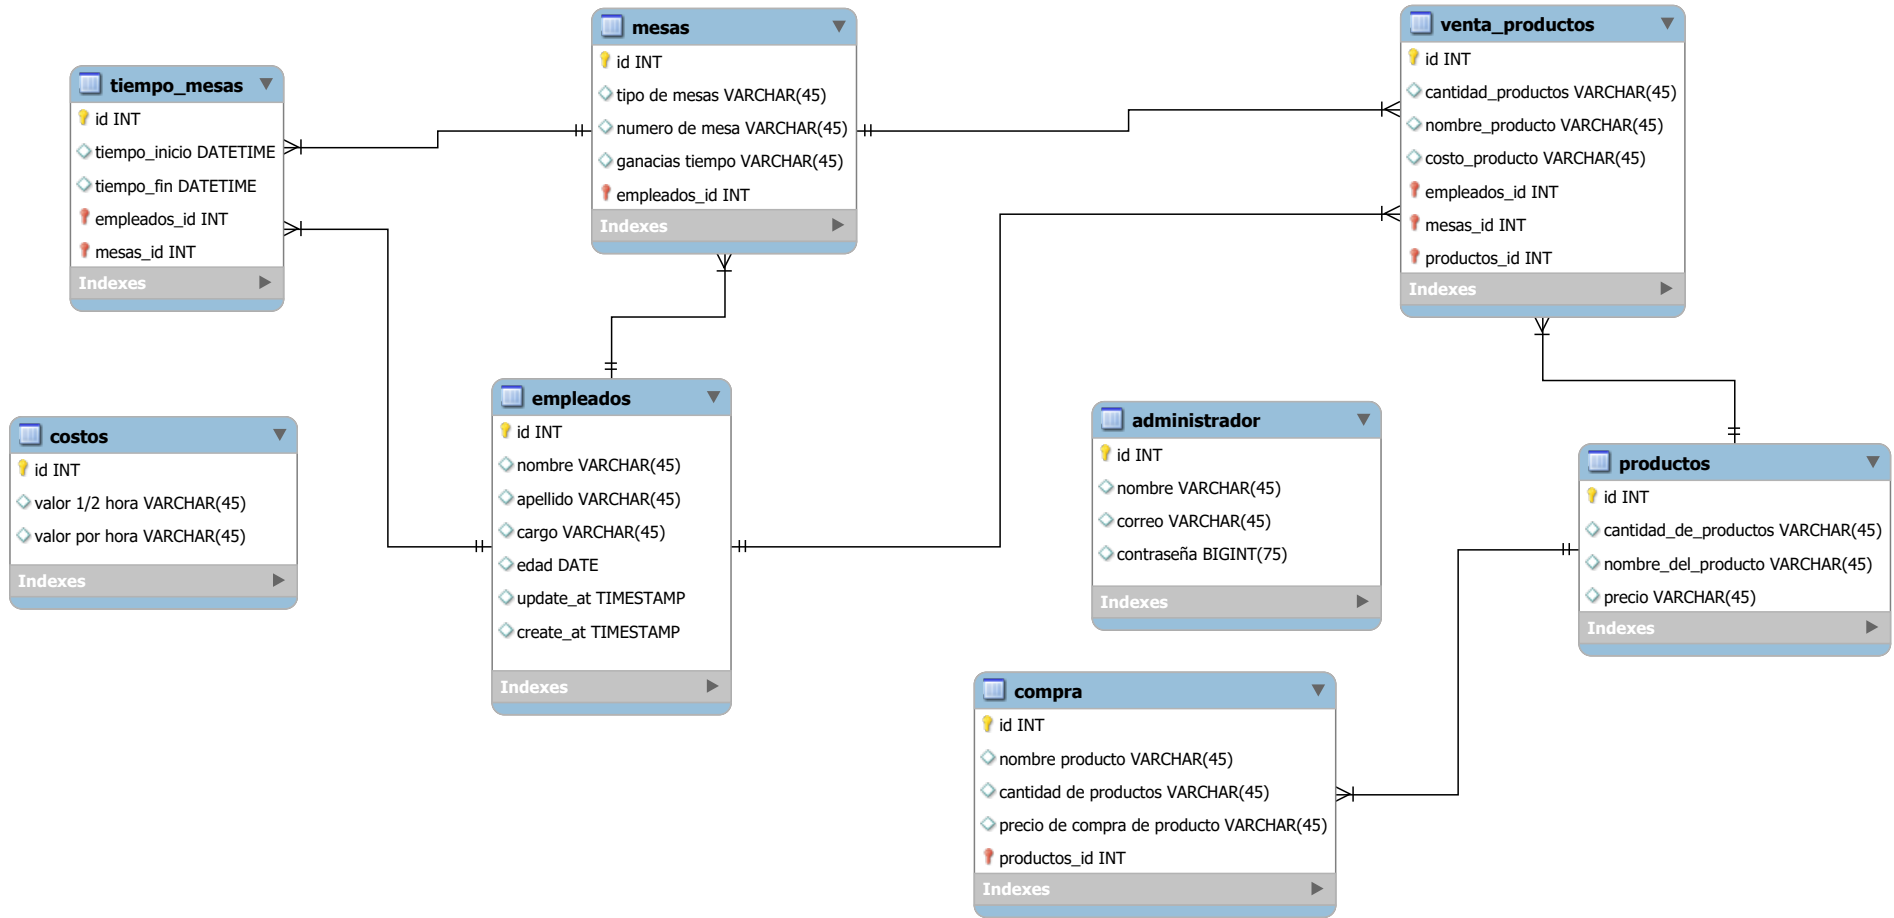 tiempo_mesas
id INT
tiempo_inicio DATETIME
tiempo_fin DATETIME
empleados_id INT
mesas_id INT
Indexes
mesas
id INT
tipo de mesas VARCHAR(45)
numero de mesa VARCHAR(45)
ganacias tiempo VARCHAR(45)
empleados_id INT
Indexes
venta_productos
id INT
cantidad_productos VARCHAR(45)
nombre_producto VARCHAR(45)
costo_producto VARCHAR(45)
empleados_id INT
mesas_id INT
productos_id INT
Indexes
costos
id INT
valor 1/2 hora VARCHAR(45)
valor por hora VARCHAR(45)
Indexes
empleados
id INT
nombre VARCHAR(45)
apellido VARCHAR(45)
cargo VARCHAR(45)
edad DATE
update_at TIMESTAMP
create_at TIMESTAMP
Indexes
administrador
id INT
nombre VARCHAR(45)
correo VARCHAR(45)
contraseña BIGINT(75)
Indexes
productos
id INT
cantidad_de_productos VARCHAR(45)
nombre_del_producto VARCHAR(45)
precio VARCHAR(45)
Indexes
compra
id INT
nombre producto VARCHAR(45)
cantidad de productos VARCHAR(45)
precio de compra de producto VARCHAR(45)
productos_id INT
Indexes